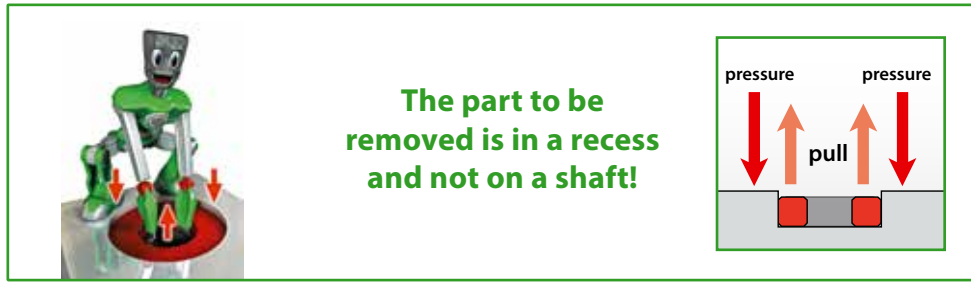 The part to be
removed is in a recess
and not on a shaft!
pressure
pressure
pull